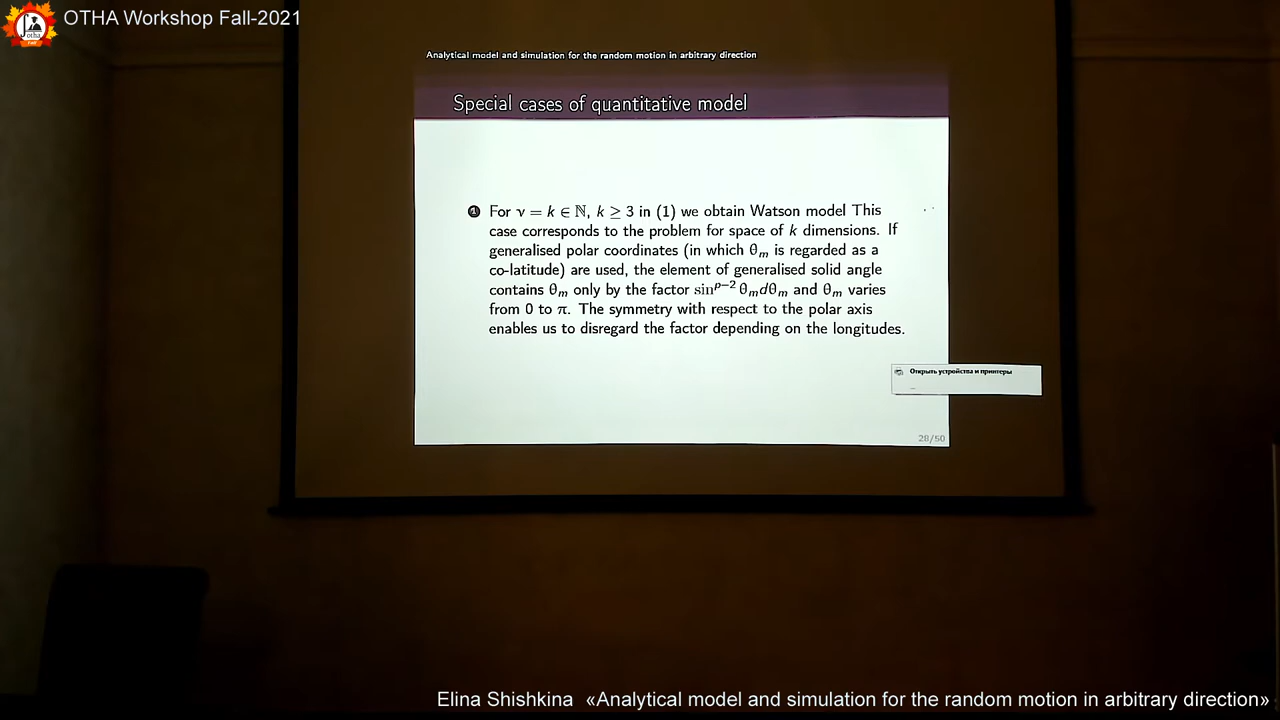 OTHA Workshop Fall-2021
Analytical model and simulation for the random motion in arbitrary direction
Special cases of quantitative model
1 For ν = k ∈ ℕ, k ≥ 3 in (1) we obtain Watson model This
case corresponds to the problem for space of k dimensions. If
generalised polar coordinates (in which θₘ is regarded as a
co-latitude) are used, the element of generalised solid angle
contains θₘ only by the factor sin^{p−2} θₘdθₘ and θₘ varies
from 0 to π. The symmetry with respect to the polar axis
enables us to disregard the factor depending on the longitudes.
Открыть устройства и принтеры
28/50
Elina Shishkina «Analytical model and simulation for the random motion in arbitrary direction»